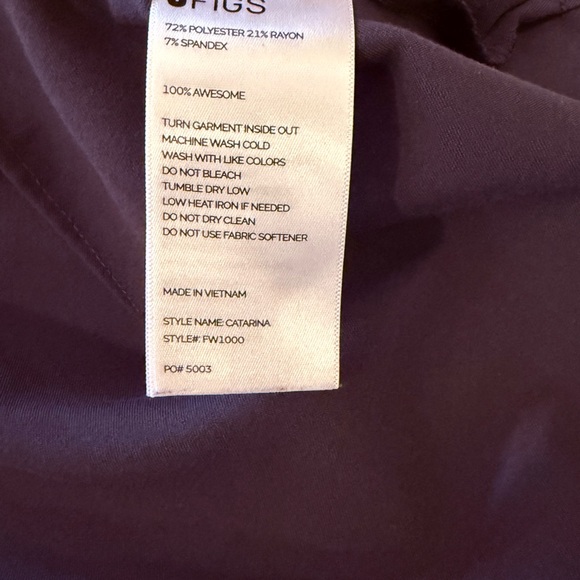 FIGS
72% POLYESTER 21% RAYON
7% SPANDEX
100% AWESOME
TURN GARMENT INSIDE OUT
MACHINE WASH COLD
WASH WITH LIKE COLORS
DO NOT BLEACH
TUMBLE DRY LOW
LOW HEAT IRON IF NEEDED
DO NOT DRY CLEAN
DO NOT USE FABRIC SOFTENER
MADE IN VIETNAM
STYLE NAME: CATARINA
STYLE#: FW1000
PO# 5003